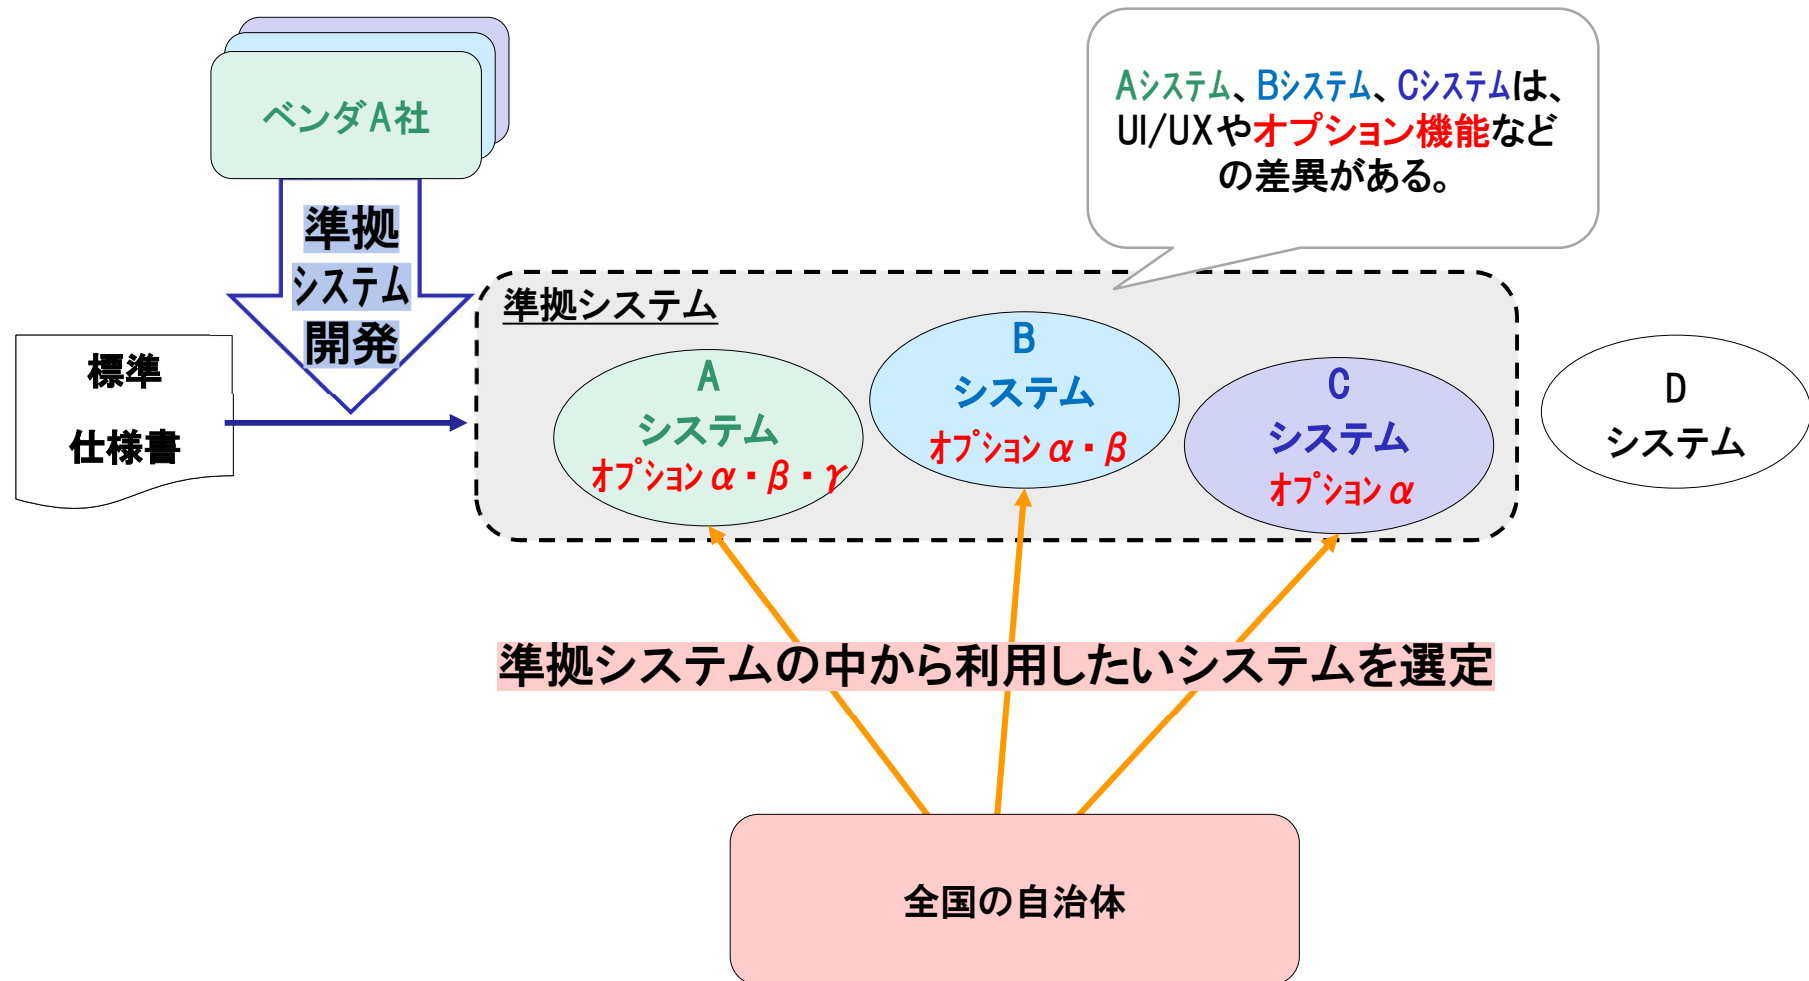 ベンダA社
Aシステム、Bシステム、Cシステムは、
UI/UXやオプション機能など
の差異がある。
準拠
システム
開発
標準
仕様書
準拠システム
A
システム
オプションα・β・γ
B
システム
オプションα・β
C
システム
オプションα
D
システム
準拠システムの中から利用したいシステムを選定
全国の自治体